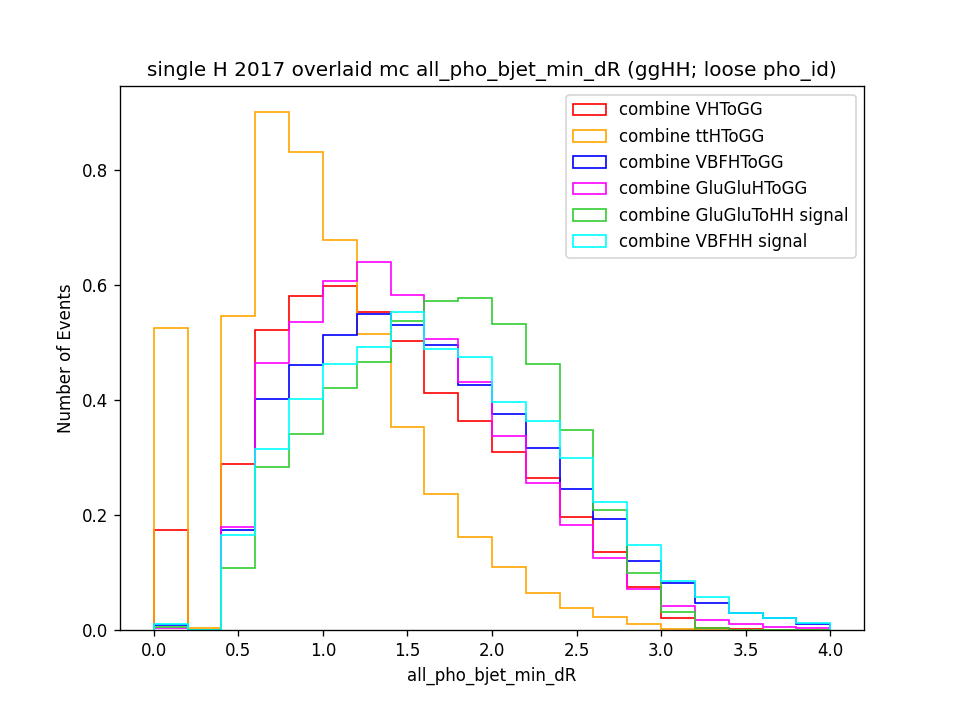 single H 2017 overlaid mc all_pho_bjet_min_dR (ggHH; loose pho_id)
combine VHToGG
combine ttHToGG
combine VBFHToGG
combine GluGluHToGG
combine GluGluToHH signal
combine VBFHH signal
Number of Events
0.8
0.6
0.4
0.2
0.0
0.0 0.5 1.0 1.5 2.0 2.5 3.0 3.5 4.0
all_pho_bjet_min_dR